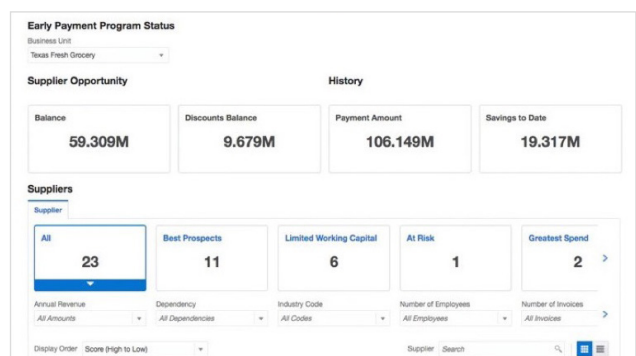 Early Payment Program Status
Business Unit
Texas Fresh Grocery
Supplier Opportunity
History
Balance
59.309M
Discounts Balance
9.679M
Payment Amount
106.149M
Savings to Date
19.317M
Suppliers
Supplier
All
23
Best Prospects
11
Limited Working Capital
6
At Risk
1
Greatest Spend
2
Annual Revenue
All Amounts
Dependency
All Dependencies
Industry Code
All Codes
Number of Employees
All Employees
Number of Invoices
All Invoices
Display Order Score (High to Low)
Supplier Search